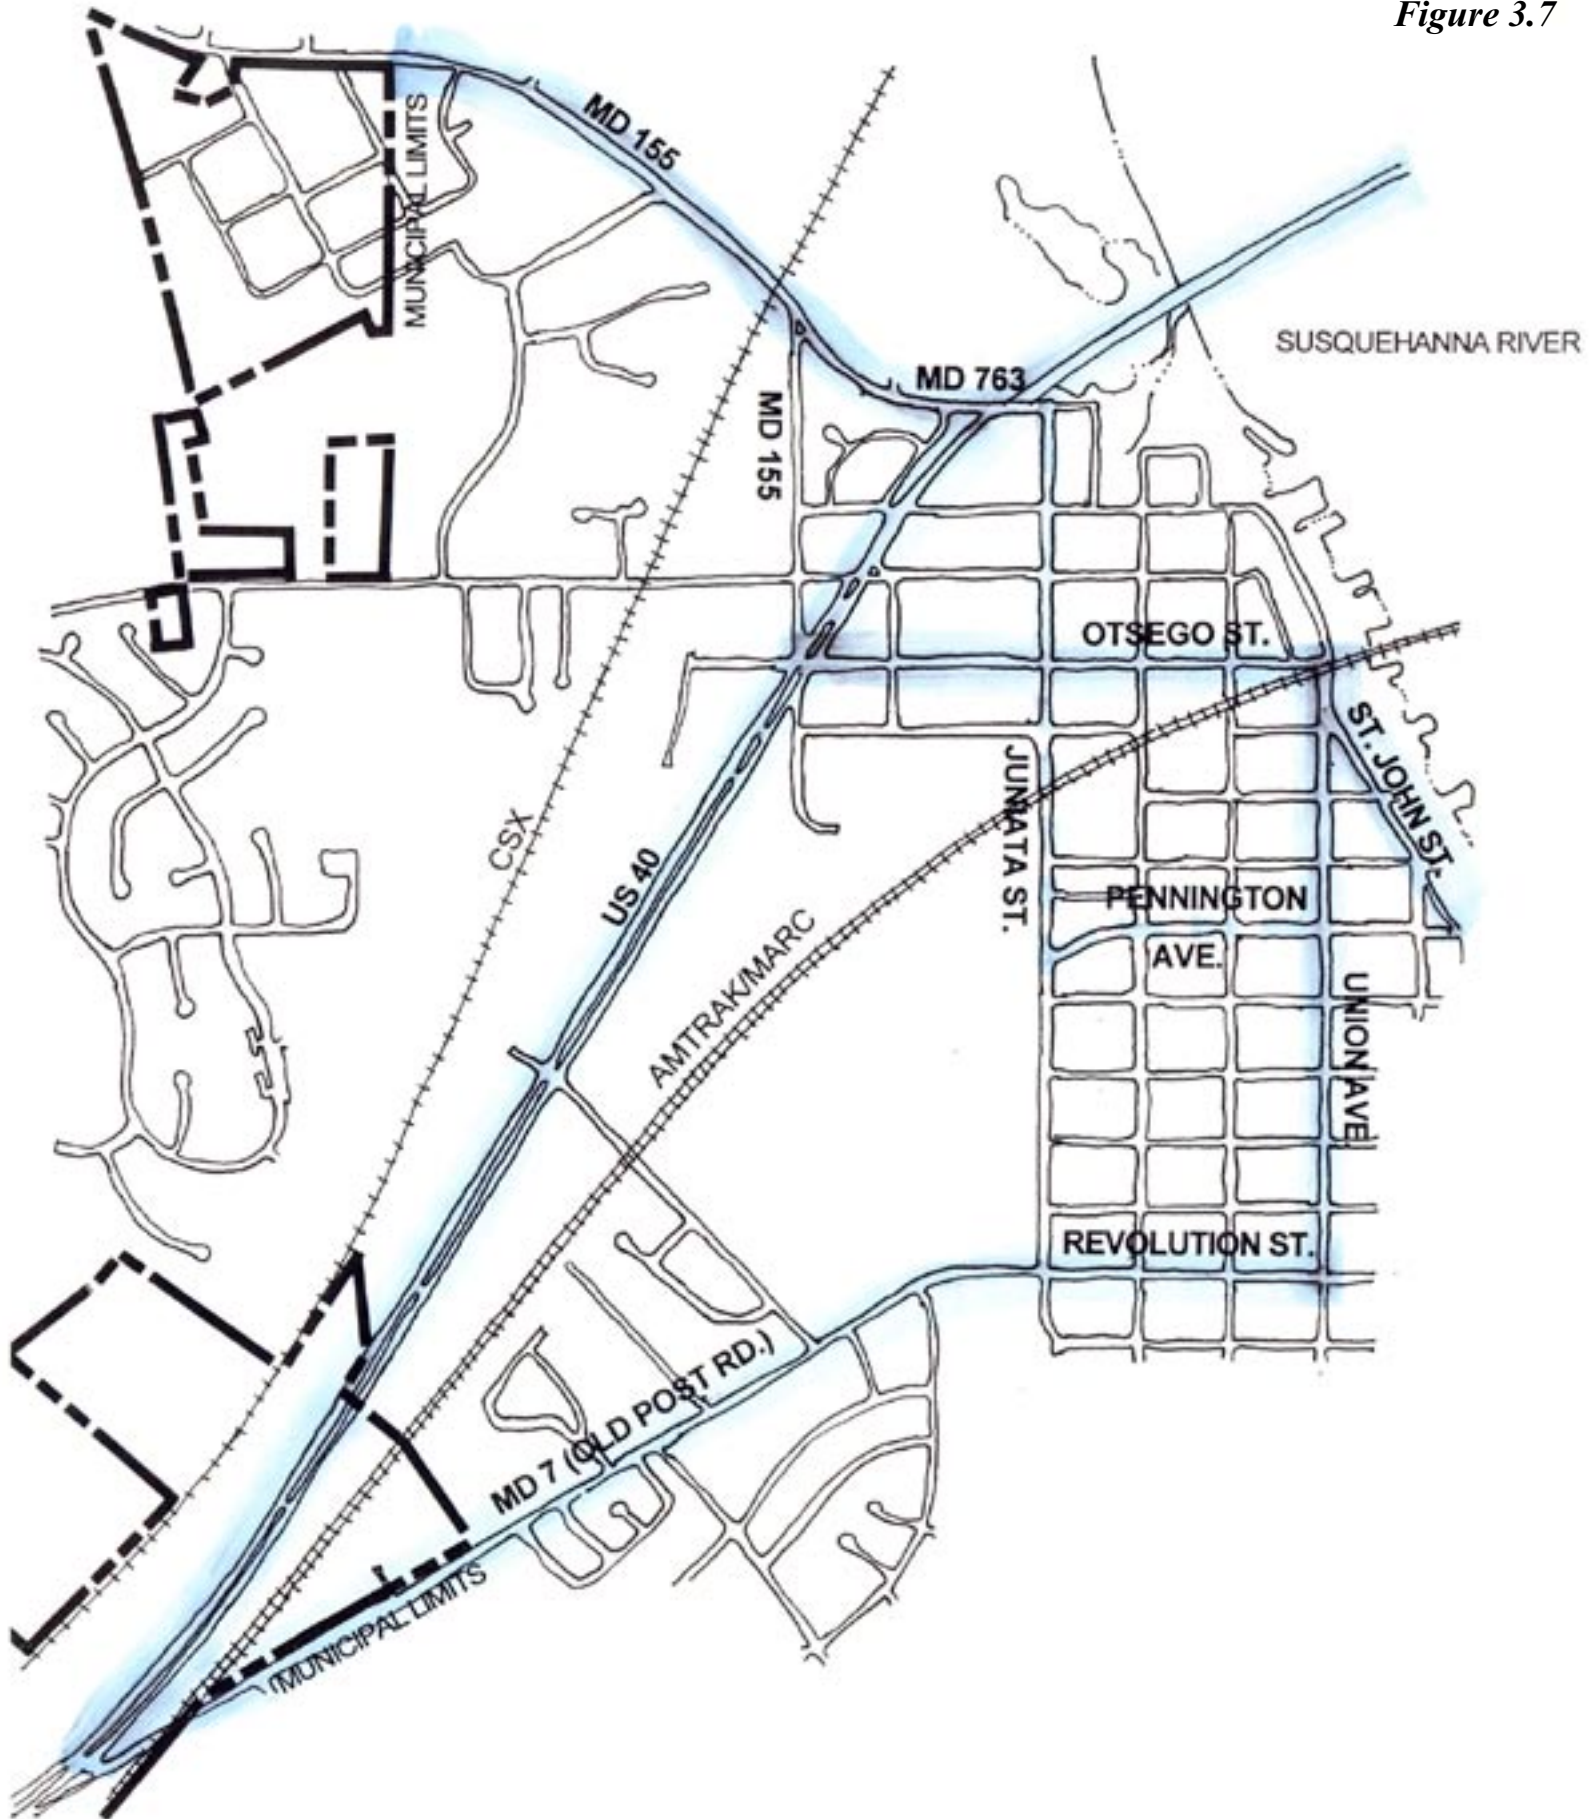 Figure 3.7
MD 155
MUNICIPAL LIMITS
SUSQUEHANNA RIVER
MD 763
MD 155
OTSEGO ST.
ST. JOHN ST.
JUNIATA ST.
CSX
US 40
PENNINGTON
AVE.
AMTRAK/MARC
UNION AVE.
REVOLUTION ST.
MD 7 (OLD POST RD.)
MUNICIPAL LIMITS